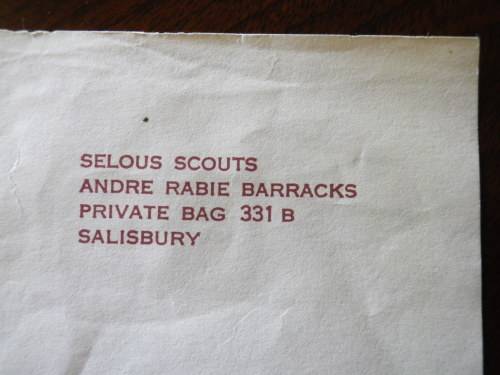 SELOUS SCOUTS
ANDRE RABIE BARRACKS
PRIVATE BAG 331 B
SALISBURY